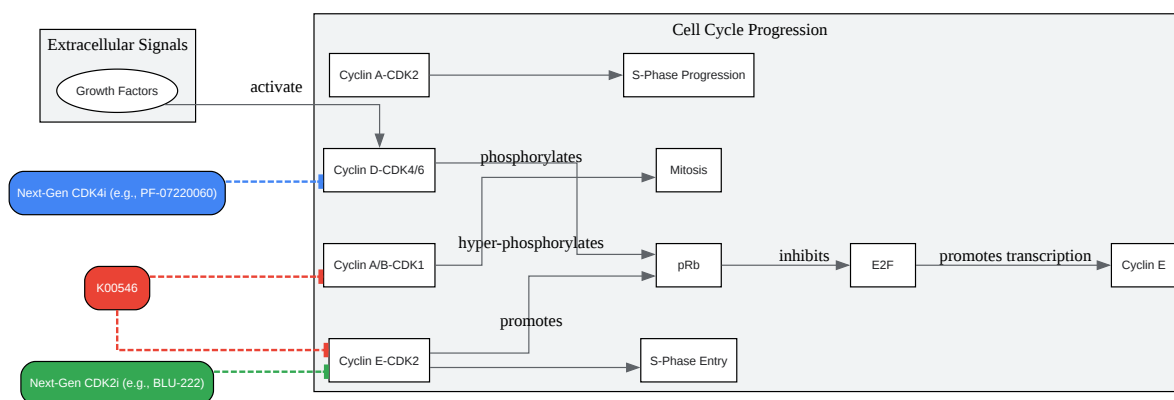 Cell Cycle Progression
Extracellular Signals
Growth Factors
activate
Cyclin A-CDK2
S-Phase Progression
Next-Gen CDK4i (e.g., PF-07220060)
Cyclin D-CDK4/6
phosphorylates
Mitosis
K00546
Cyclin A/B-CDK1
hyper-phosphorylates
pRb
inhibits
E2F
promotes transcription
Cyclin E
promotes
Next-Gen CDK2i (e.g., BLU-222)
Cyclin E-CDK2
S-Phase Entry